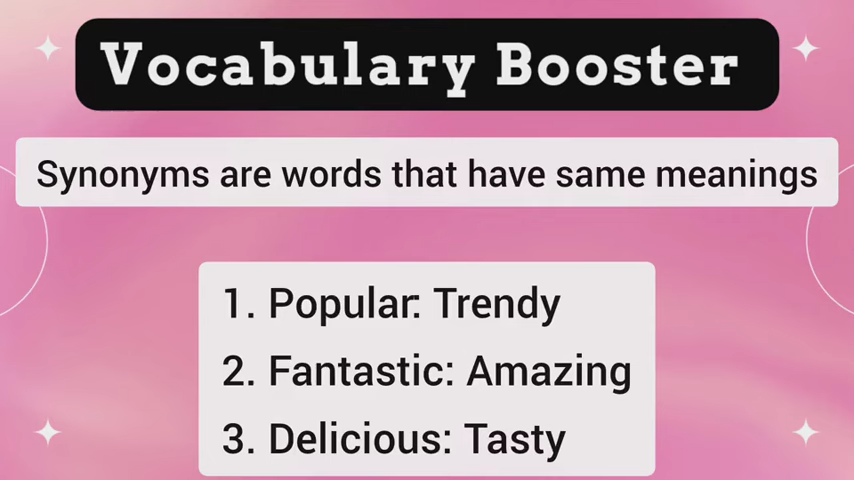 Vocabulary Booster
Synonyms are words that have same meanings
1. Popular: Trendy
2. Fantastic: Amazing
3. Delicious: Tasty